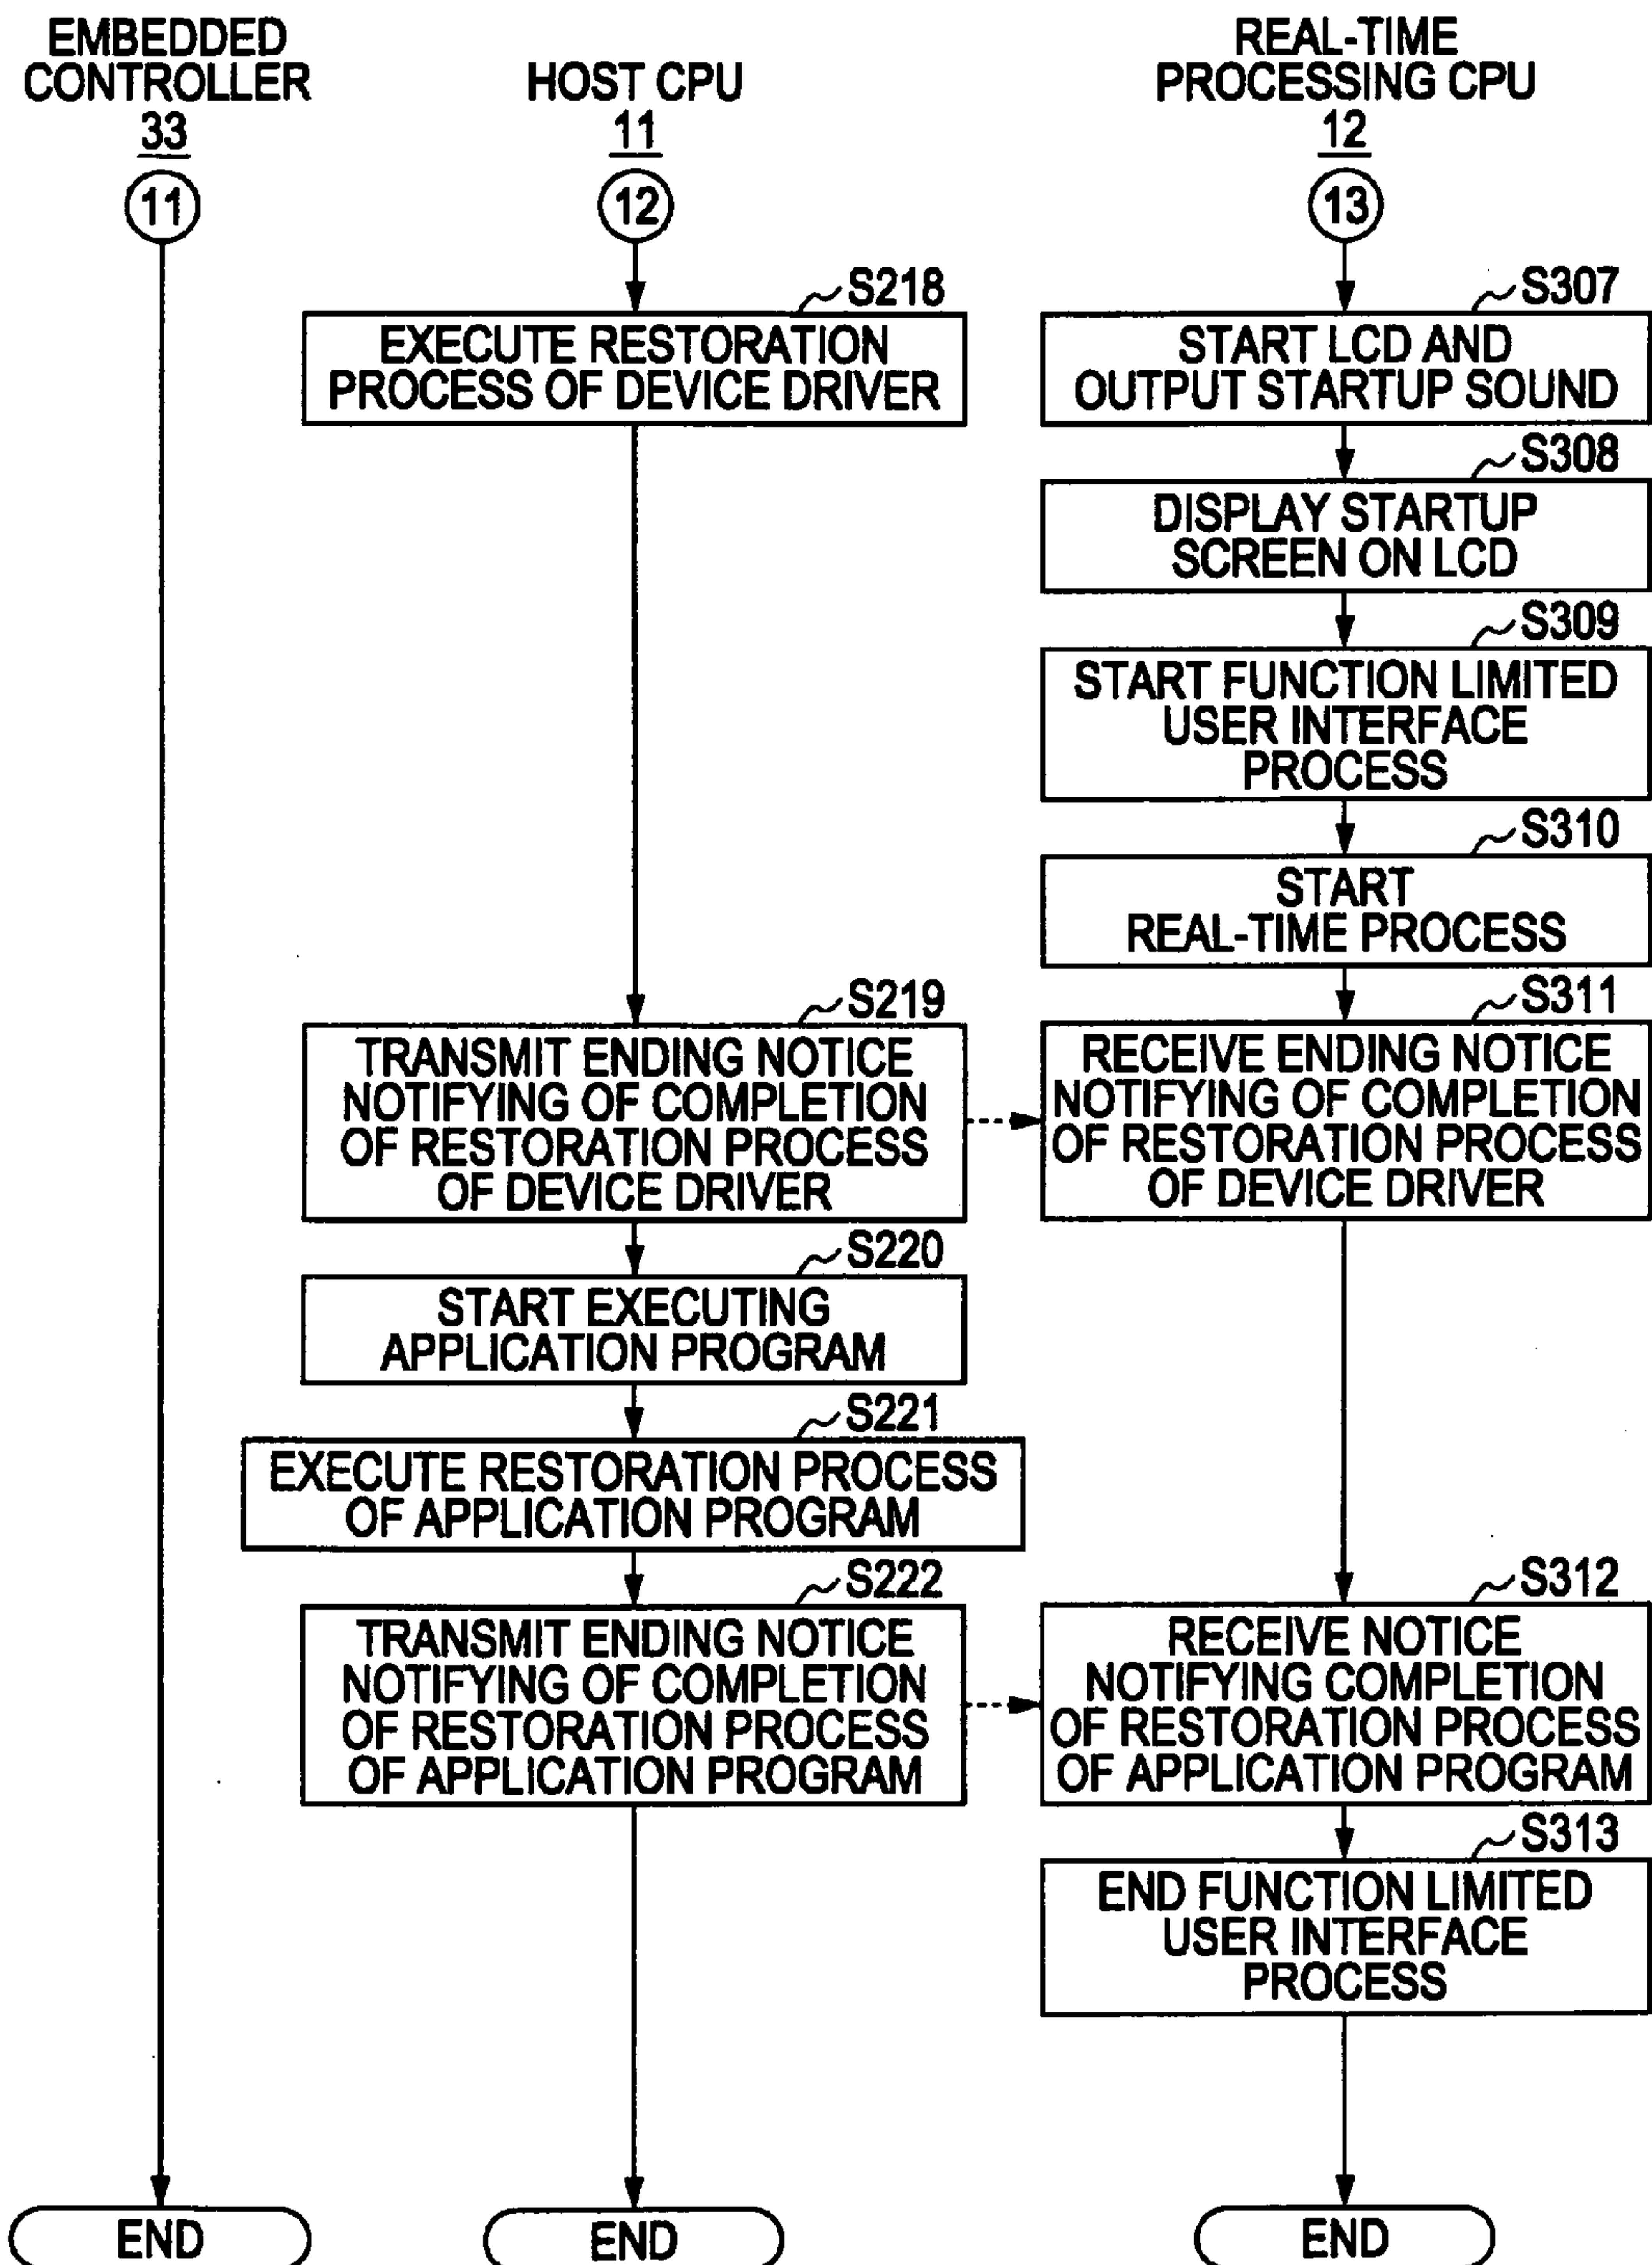 EMBEDDED
CONTROLLER
33
11
HOST CPU
11
12
REAL-TIME
PROCESSING CPU
12
13
S218
EXECUTE RESTORATION
PROCESS OF DEVICE DRIVER
S307
START LCD AND
OUTPUT STARTUP SOUND
S308
DISPLAY STARTUP
SCREEN ON LCD
S309
START FUNCTION LIMITED
USER INTERFACE
PROCESS
S310
START
REAL-TIME PROCESS
S219
TRANSMIT ENDING NOTICE
NOTIFYING OF COMPLETION
OF RESTORATION PROCESS
OF DEVICE DRIVER
S311
RECEIVE ENDING NOTICE
NOTIFYING OF COMPLETION
OF RESTORATION PROCESS
OF DEVICE DRIVER
S220
START EXECUTING
APPLICATION PROGRAM
S221
EXECUTE RESTORATION PROCESS
OF APPLICATION PROGRAM
S222
TRANSMIT ENDING NOTICE
NOTIFYING OF COMPLETION
OF RESTORATION PROCESS
OF APPLICATION PROGRAM
S312
RECEIVE NOTICE
NOTIFYING COMPLETION
OF RESTORATION PROCESS
OF APPLICATION PROGRAM
S313
END FUNCTION LIMITED
USER INTERFACE
PROCESS
END
END
END